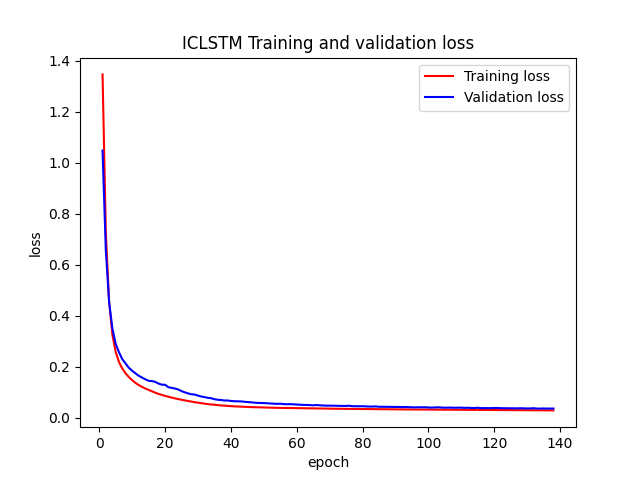 ICLSTM Training and validation loss
1.4
1.2
1.0
0.8
0.6
0.4
0.2
0.0
loss
Training loss
Validation loss
0 20 40 60 80 100 120 140
epoch